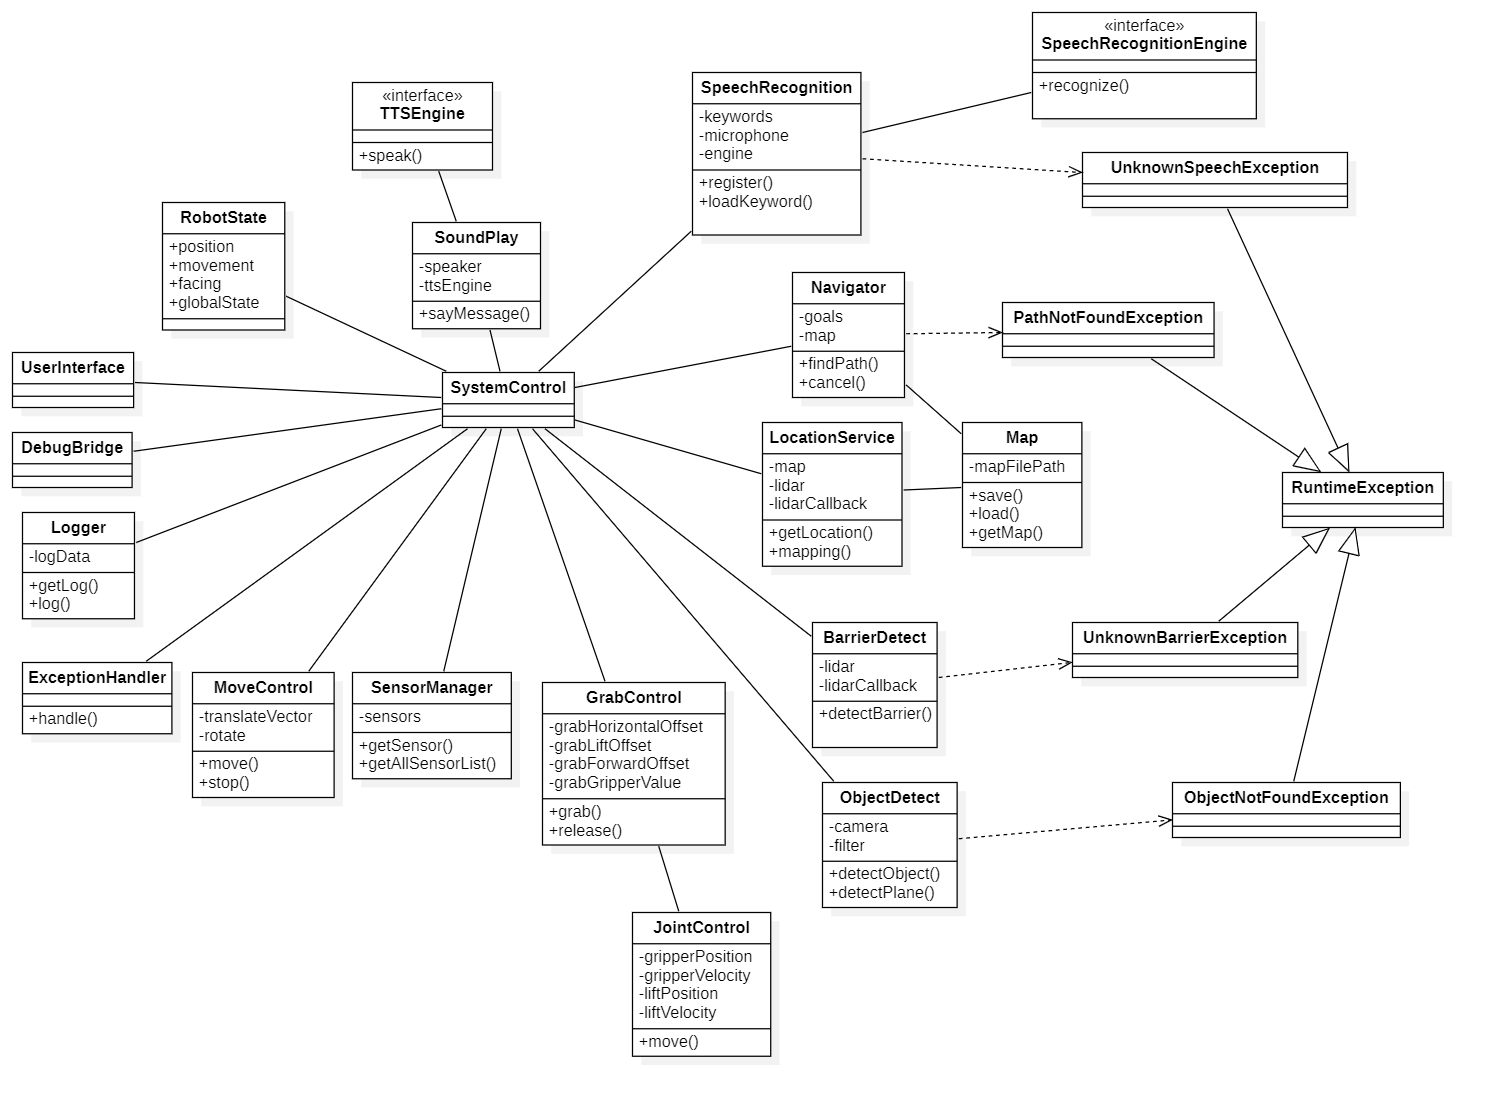 «interface»
SpeechRecognitionEngine
+recognize()
SpeechRecognition
-keywords
-microphone
-engine
+register()
+loadKeyword()
«interface»
TTSEngine
+speak()
UnknownSpeechException
RobotState
+position
+movement
+facing
+globalState
SoundPlay
-speaker
-ttsEngine
+sayMessage()
Navigator
-goals
-map
+findPath()
+cancel()
PathNotFoundException
UserInterface
SystemControl
DebugBridge
LocationService
-map
-lidar
-lidarCallback
+getLocation()
+mapping()
Map
-mapFilePath
+save()
+load()
+getMap()
RuntimeException
Logger
-logData
+getLog()
+log()
BarrierDetect
-lidar
-lidarCallback
+detectBarrier()
UnknownBarrierException
ExceptionHandler
+handle()
MoveControl
-translateVector
-rotate
+move()
+stop()
SensorManager
-sensors
+getSensor()
+getAllSensorList()
GrabControl
-grabHorizontalOffset
-grabLiftOffset
-grabForwardOffset
-grabGripperValue
+grab()
+release()
ObjectDetect
-camera
-filter
+detectObject()
+detectPlane()
ObjectNotFoundException
JointControl
-gripperPosition
-gripperVelocity
-liftPosition
-liftVelocity
+move()